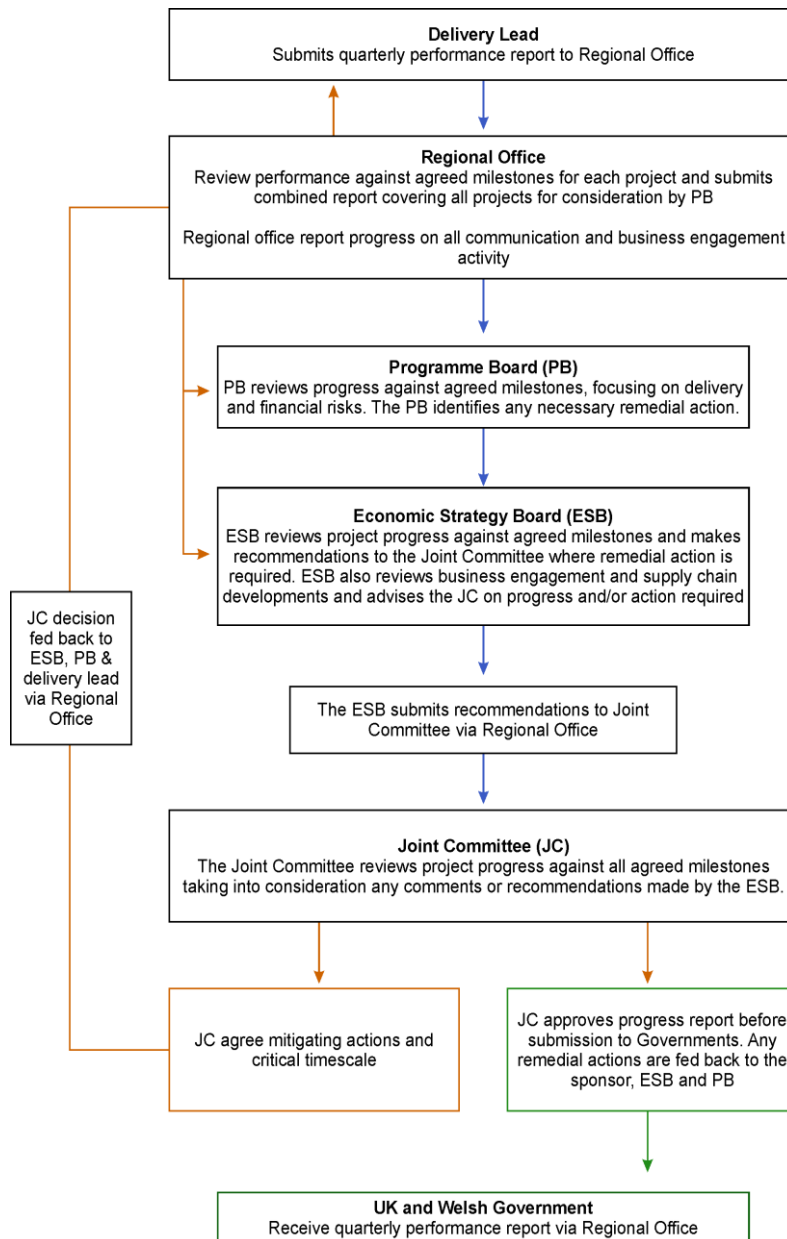 Delivery Lead
Submits quarterly performance report to Regional Office
Regional Office
Review performance against agreed milestones for each project and submits
combined report covering all projects for consideration by PB
Regional office report progress on all communication and business engagement
activity
Programme Board (PB)
PB reviews progress against agreed milestones, focusing on delivery
and financial risks. The PB identifies any necessary remedial action.
Economic Strategy Board (ESB)
ESB reviews project progress against agreed milestones and makes
recommendations to the Joint Committee where remedial action is
required. ESB also reviews business engagement and supply chain
developments and advises the JC on progress and/or action required
JC decision
fed back to
ESB, PB &
delivery lead
via Regional
Office
The ESB submits recommendations to Joint
Committee via Regional Office
Joint Committee (JC)
The Joint Committee reviews project progress against all agreed milestones
taking into consideration any comments or recommendations made by the ESB.
JC agree mitigating actions and
critical timescale
JC approves progress report before
submission to Governments. Any
remedial actions are fed back to the
sponsor, ESB and PB
UK and Welsh Government
Receive quarterly performance report via Regional Office